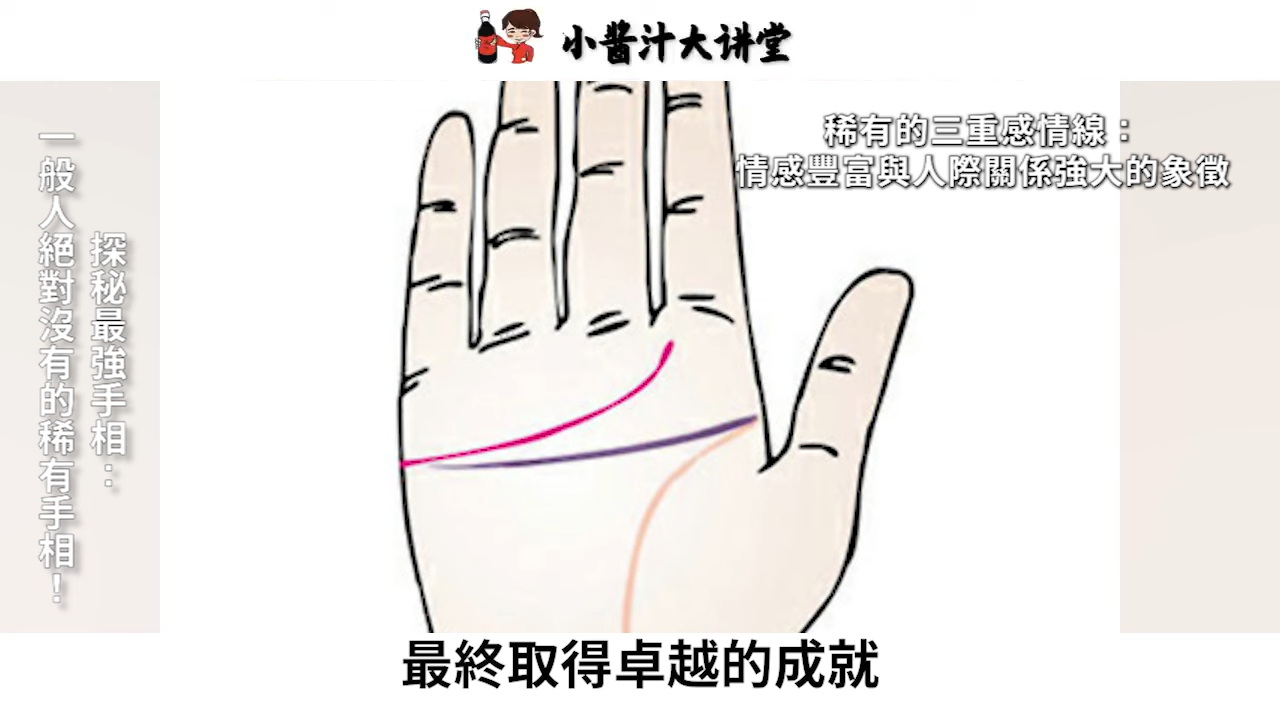 小醬汁大讲堂
稀有的三重感情線：
情感豐富與人際關係強大的象徵
探秘最強手相：
一般人絕對沒有的稀有手相！
最終取得卓越的成就